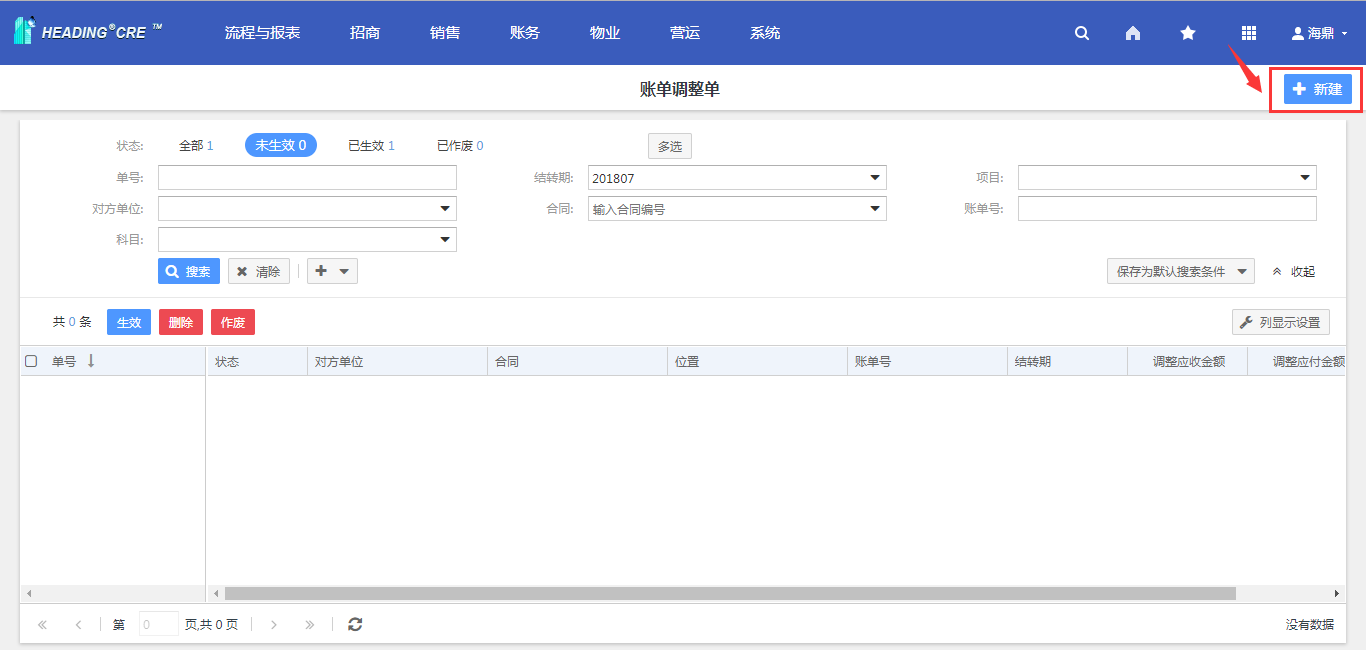 HEADING®CRE ™ 流程与报表 招商 销售 账务 物业 营运 系统 海鼎
账单调整单 新建
状态: 全部 1 未生效 0 已生效 1 已作废 0 多选
单号: 结转期: 201807 项目:
对方单位: 合同: 输入合同编号 账单号:
科目:
搜索 清除 保存为默认搜索条件 收起
共 0 条 生效 删除 作废 列显示设置
单号 状态 对方单位 合同 位置 账单号 结转期 调整应收金额 调整应付金额
第 0 页,共 0 页 没有数据